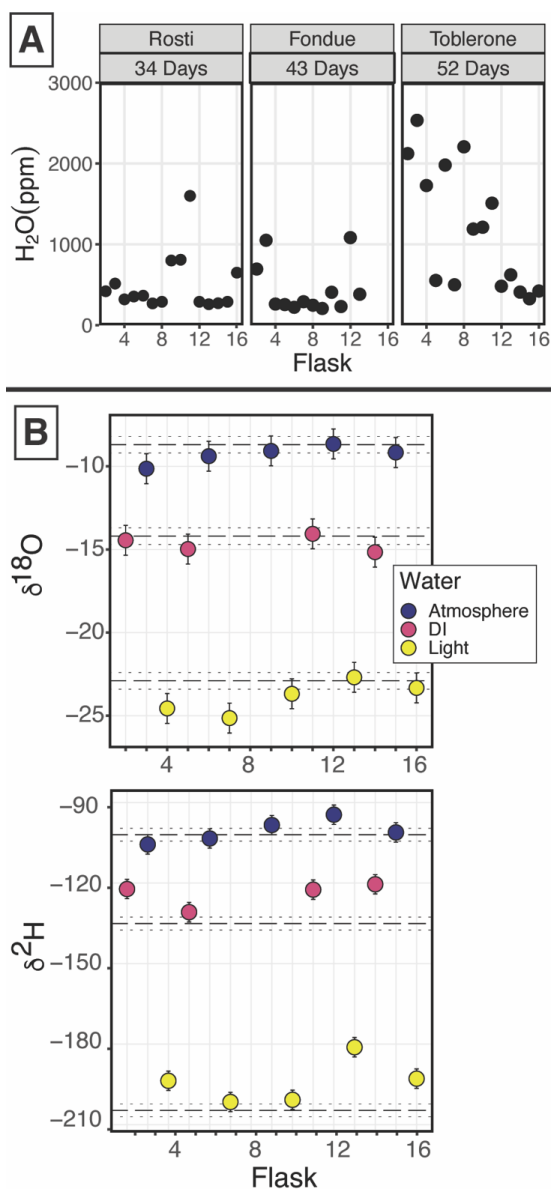 A
Rosti Fondue Toblerone
34 Days 43 Days 52 Days
3000
2000
1000
0
H₂O(ppm)
4 8 12 16 4 8 12 16 4 8 12 16
Flask
B
−10
−15
−20
−25
δ¹⁸O
Water
Atmosphere
DI
Light
4 8 12 16
−90
−120
−150
−180
−210
δ²H
4 8 12 16
Flask